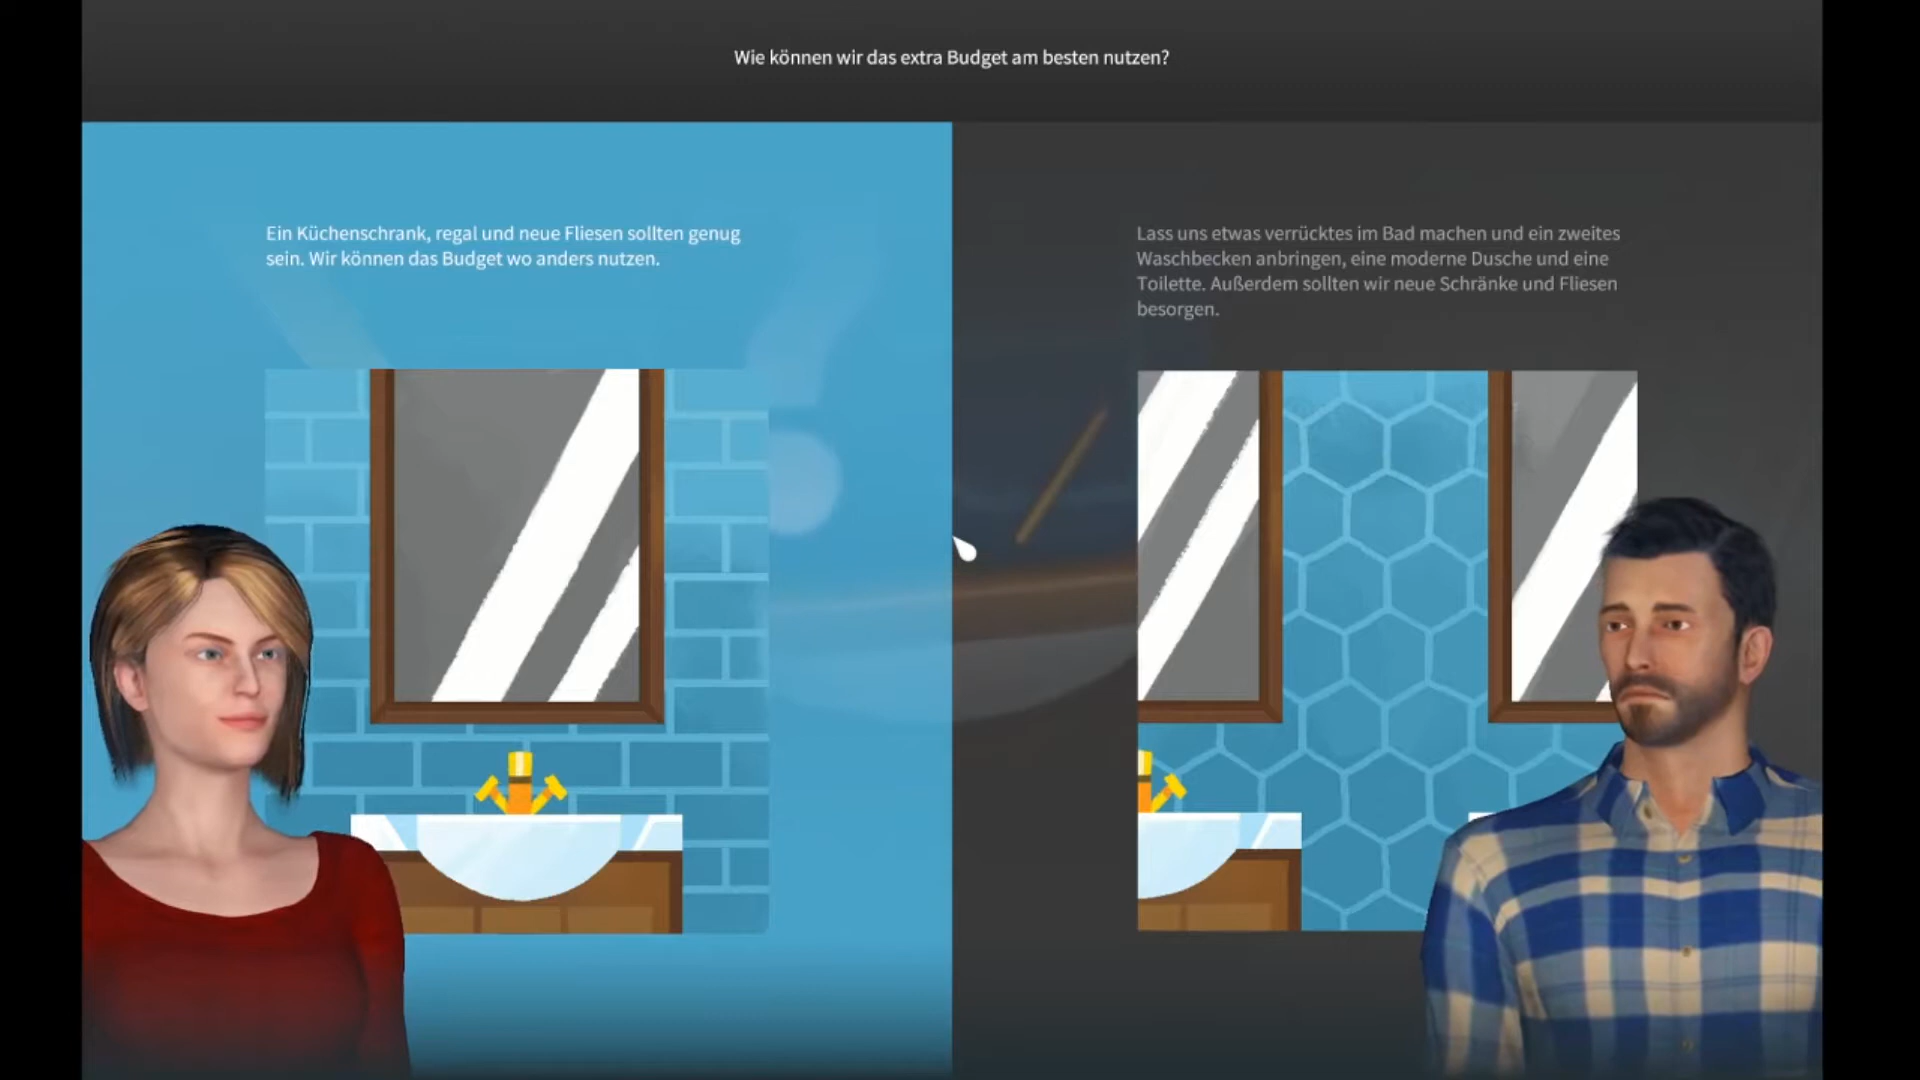 Wie können wir das extra Budget am besten nutzen?
Ein Küchenschrank, regal und neue Fliesen sollten genug
sein. Wir können das Budget wo anders nutzen.
Lass uns etwas verrücktes im Bad machen und ein zweites
Waschbecken anbringen, eine moderne Dusche und eine
Toilette. Außerdem sollten wir neue Schränke und Fliesen
besorgen.